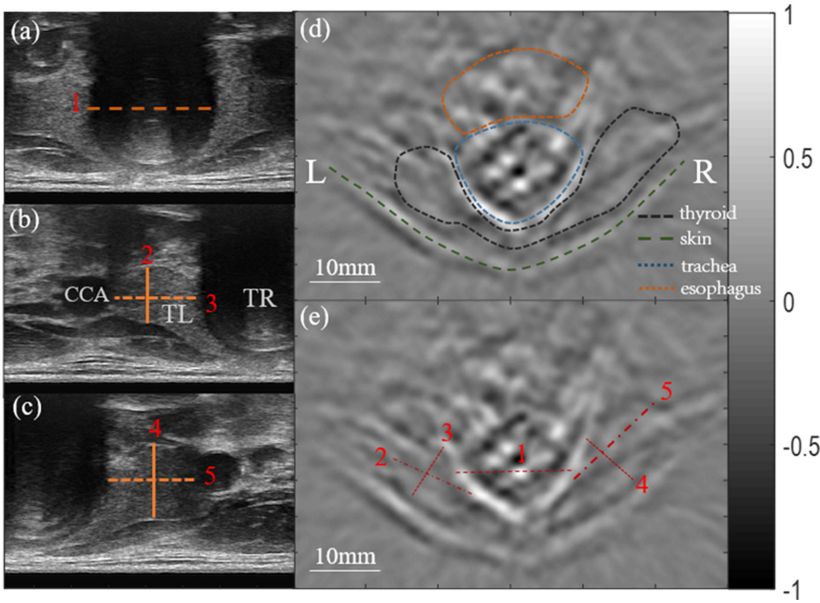 (a)
1
(b)
2
CCA
3
TR
TL
(c)
4
5
(d)
L
R
thyroid
skin
trachea
esophagus
10mm
(e)
5
3
2
1
4
10mm
1
0.5
0
-0.5
-1